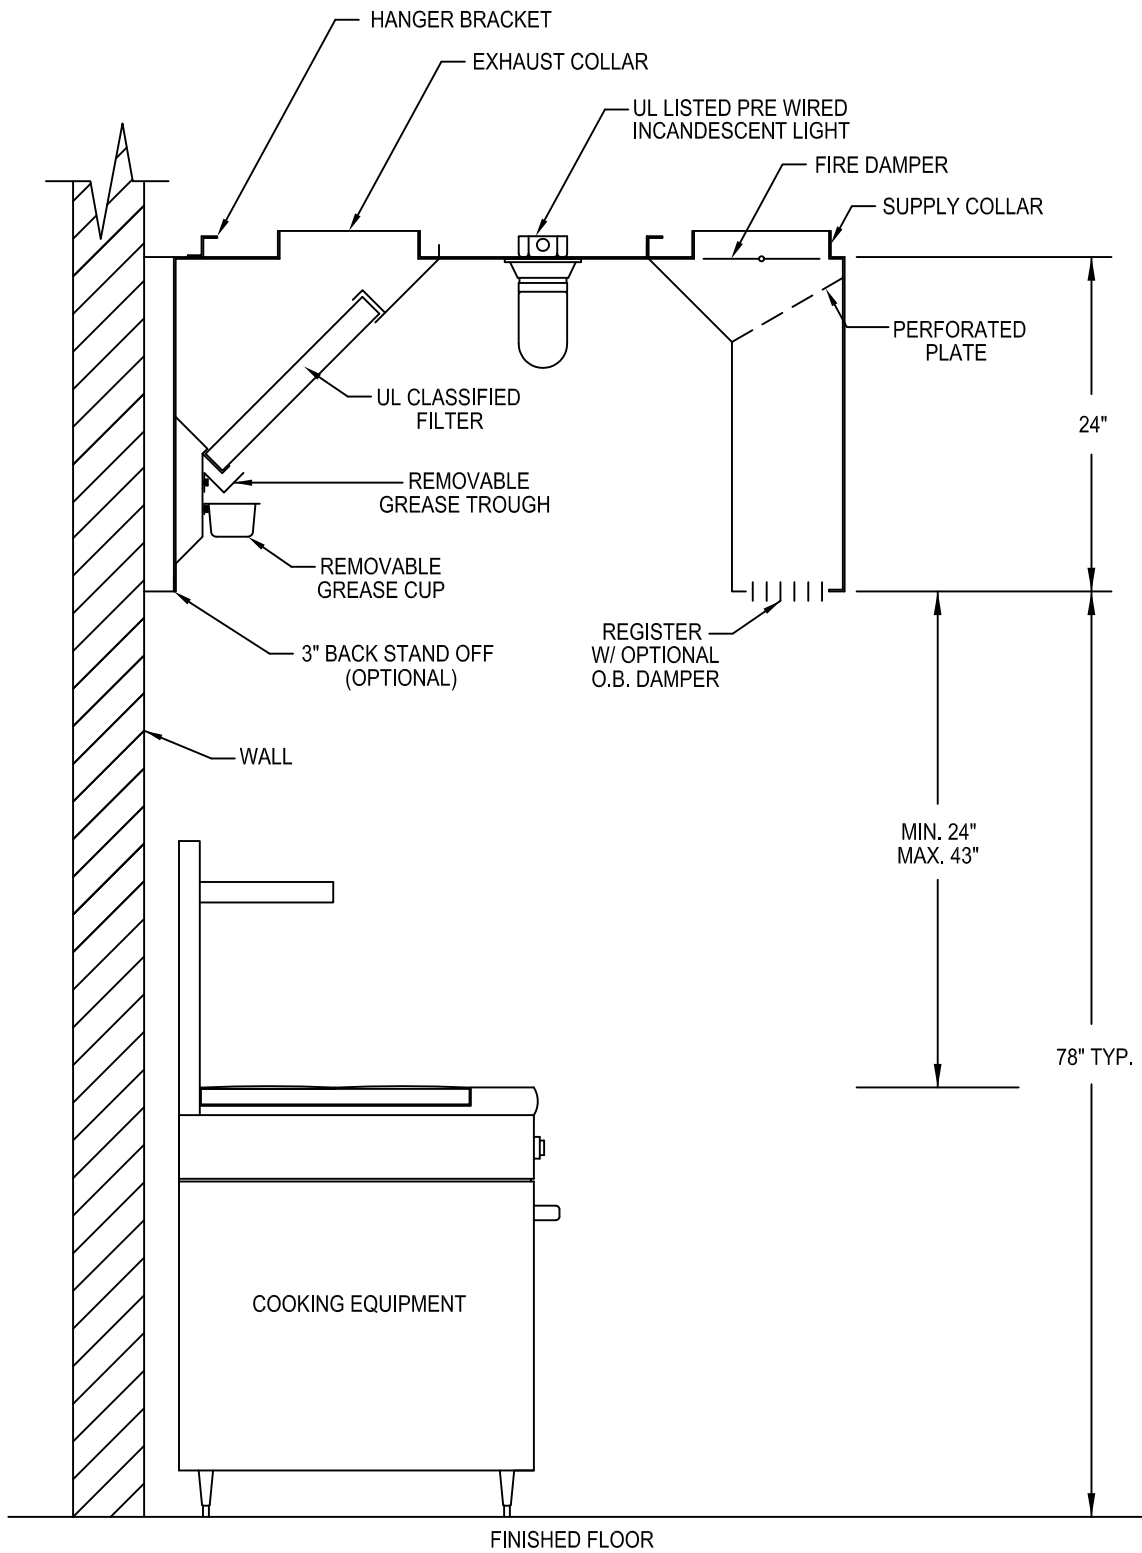 HANGER BRACKET
EXHAUST COLLAR
UL LISTED PRE WIRED
INCANDESCENT LIGHT
FIRE DAMPER
SUPPLY COLLAR
PERFORATED
PLATE
UL CLASSIFIED
FILTER
24"
REMOVABLE
GREASE TROUGH
REMOVABLE
GREASE CUP
3" BACK STAND OFF
(OPTIONAL)
REGISTER
W/ OPTIONAL
O.B. DAMPER
WALL
MIN. 24"
MAX. 43"
78" TYP.
COOKING EQUIPMENT
FINISHED FLOOR